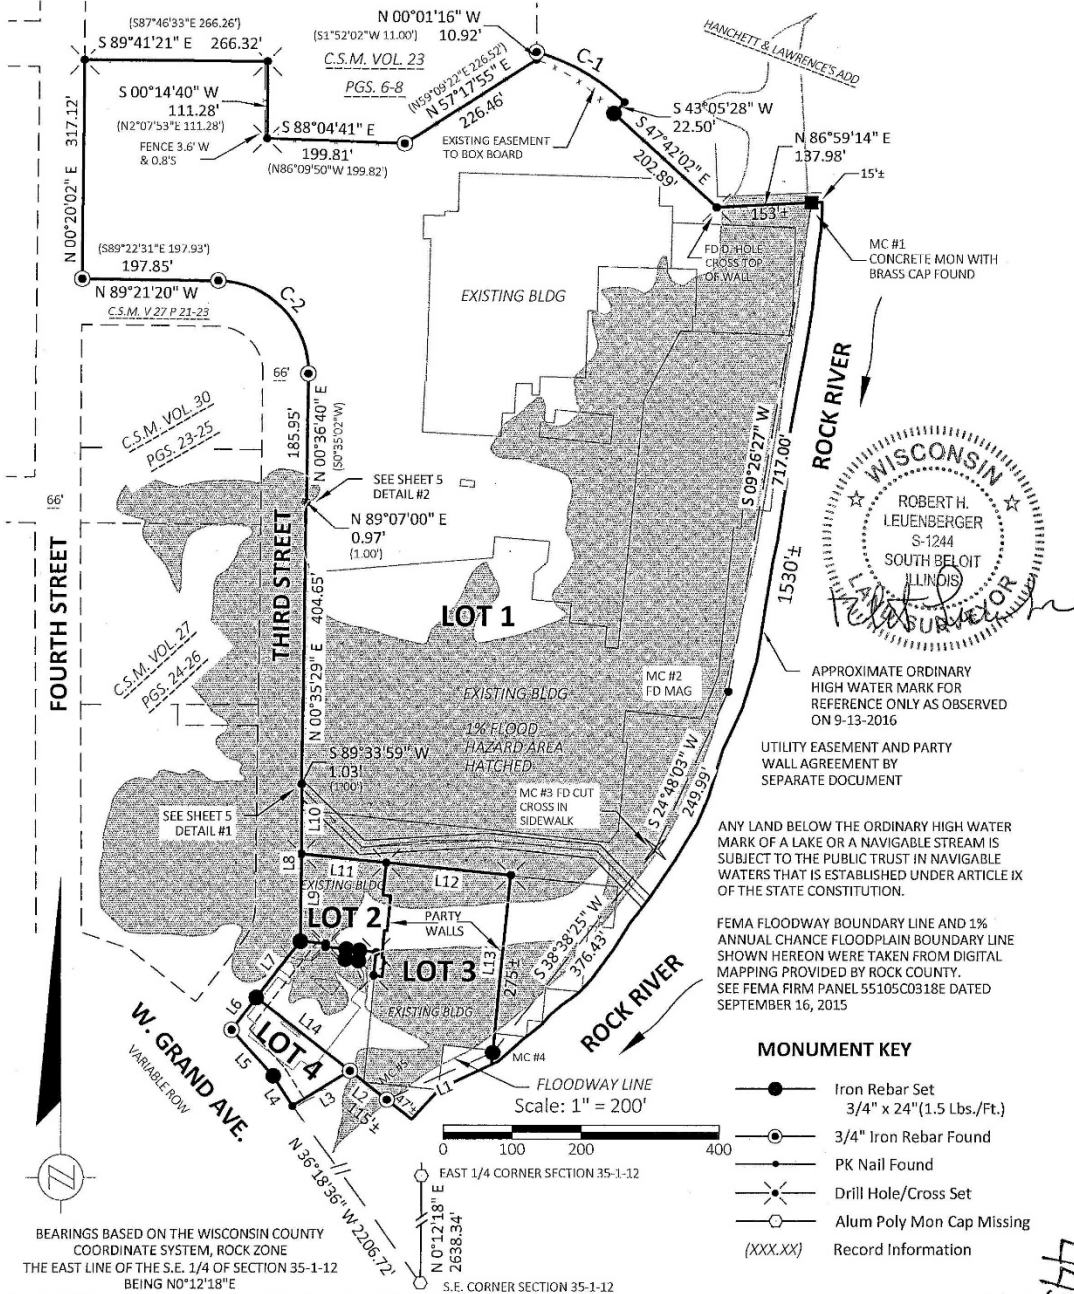 (S87°46'33"E 266.26')
S 89°41'21" E 266.32'
N 00°01'16" W
(S1°52'02"W 11.00') 10.92'
C.S.M. VOL. 23
PGS. 6-8
(N59°09'22"E 226.52')
N 57°17'55" E
226.46'
C-1
HANCHETT & LAWRENCE'S ADD
S 00°14'40" W
111.28'
(N2°07'53"E 111.28')
FENCE 3.6' W
& 0.8'S
S 88°04'41" E
199.81'
(N86°09'50"W 199.82')
EXISTING EASEMENT
TO BOX BOARD
S 43°05'28" W
22.50'
S 47°42'02" E
202.89'
N 86°59'14" E
137.98'
15'±
153'±
N 00°20'02" E 317.12'
(S89°22'31"E 197.93')
197.85'
N 89°21'20" W
C.S.M. V 27 P 21-23
C-2
FD D. HOLE
CROSS TOP
OF WALL
MC #1
CONCRETE MON WITH
BRASS CAP FOUND
EXISTING BLDG
ROCK RIVER
66'
C.S.M. VOL. 30
PGS. 23-25
185.95'
N 00°36'40" E
(S0°35'02"W)
SEE SHEET 5
DETAIL #2
N 89°07'00" E
0.97'
(1.00')
S 09°26'27" W
717.00'
1530'±
WISCONSIN
ROBERT H.
LEUENBERGER
S-1244
SOUTH BELOIT
ILLINOIS
LAND SURVEYOR
66'
FOURTH STREET
THIRD STREET
N 00°35'29" E 404.65'
LOT 1
C.S.M. VOL. 27
PGS. 24-26
EXISTING BLDG
1% FLOOD
HAZARD AREA
HATCHED
MC #2
FD MAG
APPROXIMATE ORDINARY
HIGH WATER MARK FOR
REFERENCE ONLY AS OBSERVED
ON 9-13-2016
UTILITY EASEMENT AND PARTY
WALL AGREEMENT BY
SEPARATE DOCUMENT
S 89°33'59" W
1.03'
(1.00')
SEE SHEET 5
DETAIL #1
MC #3 FD CUT
CROSS IN
SIDEWALK
S 24°48'03" W
249.99'
ANY LAND BELOW THE ORDINARY HIGH WATER
MARK OF A LAKE OR A NAVIGABLE STREAM IS
SUBJECT TO THE PUBLIC TRUST IN NAVIGABLE
WATERS THAT IS ESTABLISHED UNDER ARTICLE IX
OF THE STATE CONSTITUTION.
L10
L8
L11
L12
EXISTING BLDG
L9
LOT 2
PARTY
WALLS
LOT 3
L13
275'±
S 38°38'25" W
376.43'
FEMA FLOODWAY BOUNDARY LINE AND 1%
ANNUAL CHANCE FLOODPLAIN BOUNDARY LINE
SHOWN HEREON WERE TAKEN FROM DIGITAL
MAPPING PROVIDED BY ROCK COUNTY.
SEE FEMA FIRM PANEL 55105C0318E DATED
SEPTEMBER 16, 2015
L7
L6
L14
EXISTING BLDG
ROCK RIVER
LOT 4
L5
L4
L3
L2
115'±
MC #5
47'±
L1
MC #4
FLOODWAY LINE
W. GRAND AVE.
VARIABLE ROW
Scale: 1" = 200'
0 100 200 400
MONUMENT KEY
Iron Rebar Set
3/4" x 24"(1.5 Lbs./Ft.)
3/4" Iron Rebar Found
PK Nail Found
Drill Hole/Cross Set
Alum Poly Mon Cap Missing
(XXX.XX) Record Information
EAST 1/4 CORNER SECTION 35-1-12
N 36°18'36" W 2206.72'
N 0°12'18" E
2638.34'
S.E. CORNER SECTION 35-1-12
N
BEARINGS BASED ON THE WISCONSIN COUNTY
COORDINATE SYSTEM, ROCK ZONE
THE EAST LINE OF THE S.E. 1/4 OF SECTION 35-1-12
BEING N0°12'18"E